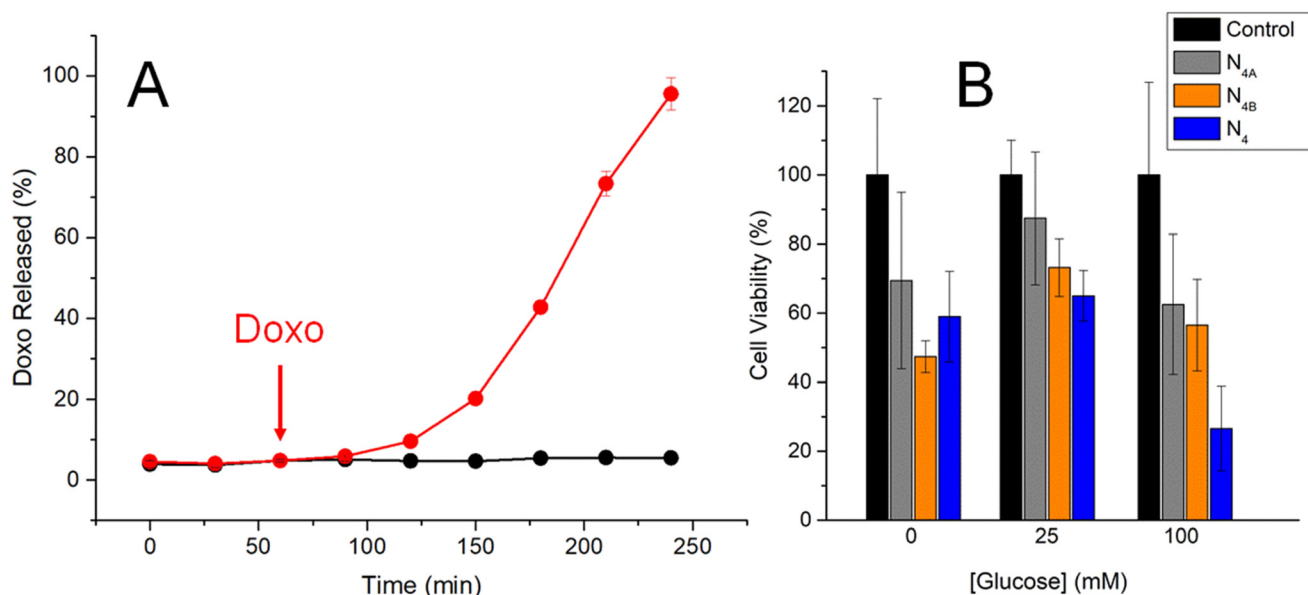 A
Doxo Released (%)
100
80
60
40
20
0
Doxo
0 50 100 150 200 250
Time (min)
B
Control
N4A
N4B
N4
Cell Viability (%)
120
100
80
60
40
20
0
0 25 100
[Glucose] (mM)